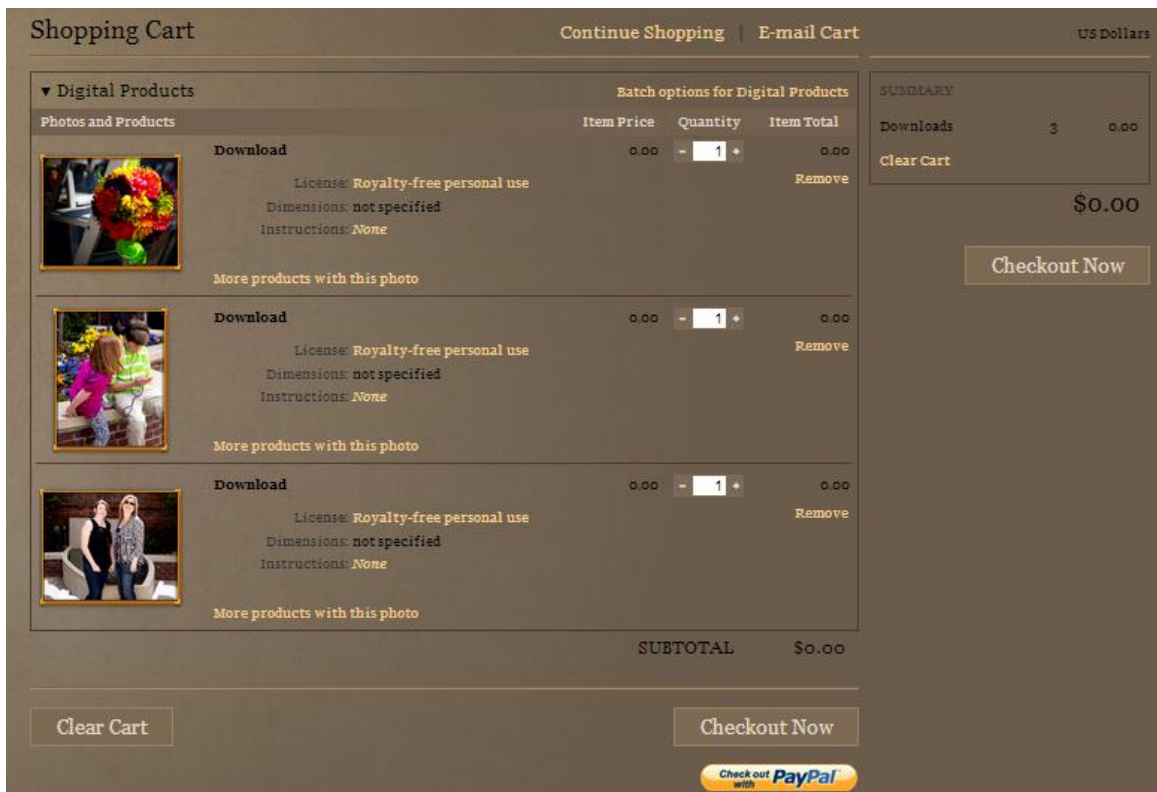 Shopping Cart Continue Shopping | E-mail Cart US Dollars
▼ Digital Products Batch options for Digital Products
Photos and Products Item Price Quantity Item Total
Download 0.00 - 1 + 0.00
License: Royalty-free personal use Remove
Dimensions: not specified
Instructions: None
More products with this photo
Download 0.00 - 1 + 0.00
License: Royalty-free personal use Remove
Dimensions: not specified
Instructions: None
More products with this photo
Download 0.00 - 1 + 0.00
License: Royalty-free personal use Remove
Dimensions: not specified
Instructions: None
More products with this photo
SUBTOTAL $0.00
Clear Cart Checkout Now
Check out with PayPal
SUMMARY
Downloads 3 0.00
Clear Cart
$0.00
Checkout Now